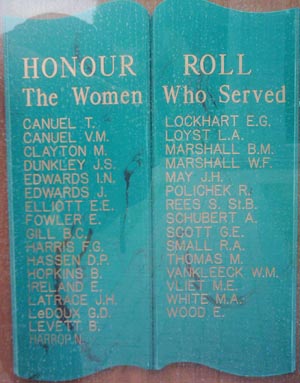 HONOUR ROLL
The Women Who Served
CANUEL T.
CANUEL V.M.
CLAYTON M.
DUNKLEY J.S.
EDWARDS I.N.
EDWARDS J.
ELLIOTT E.E.
FOWLER E.
GILL B.C.
HARRIS F.G.
HASSEN D.P.
HOPKINS B.
IRELAND E.
LATRACE J.H.
LeDOUX G.D.
LEVETT B.
HARROP N.
LOCKHART E.G.
LOYST L.A.
MARSHALL B.M.
MARSHALL W.F.
MAY J.H.
POLICHEK R.
REES S. St.B.
SCHUBERT A.
SCOTT G.E.
SMALL R.A.
THOMAS M.
VANKLEECK W.M.
VLIET M.E.
WHITE M.A.
WOOD E.